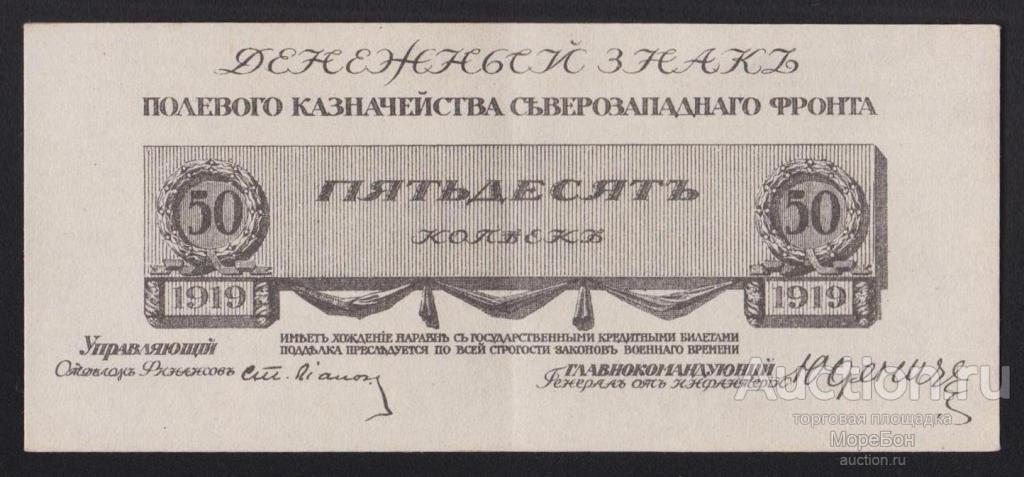 ДЕНЕЖНЫЙ ЗНАКЪ
ПОЛЕВОГО КАЗНАЧЕЙСТВА СѢВЕРОЗАПАДНАГО ФРОНТА
50
ПЯТЬДЕСЯТЪ
КОПѢЕКЪ
50
1919
1919
ИМѢЕТЪ ХОЖДЕНІЕ НАРАВНѢ СЪ ГОСУДАРСТВЕННЫМИ КРЕДИТНЫМИ БИЛЕТАМИ
ПОДДѢЛКА ПРЕСЛѢДУЕТСЯ ПО ВСЕЙ СТРОГОСТИ ЗАКОНОВЪ ВОЕННАГО ВРЕМЕНИ
Управляющій
Отдѣломъ Финансовъ
ГЛАВНОКОМАНДУЮЩІЙ
Генералъ отъ инфантеріи
Auction.ru
торговая площадка
МореБон
auction.ru